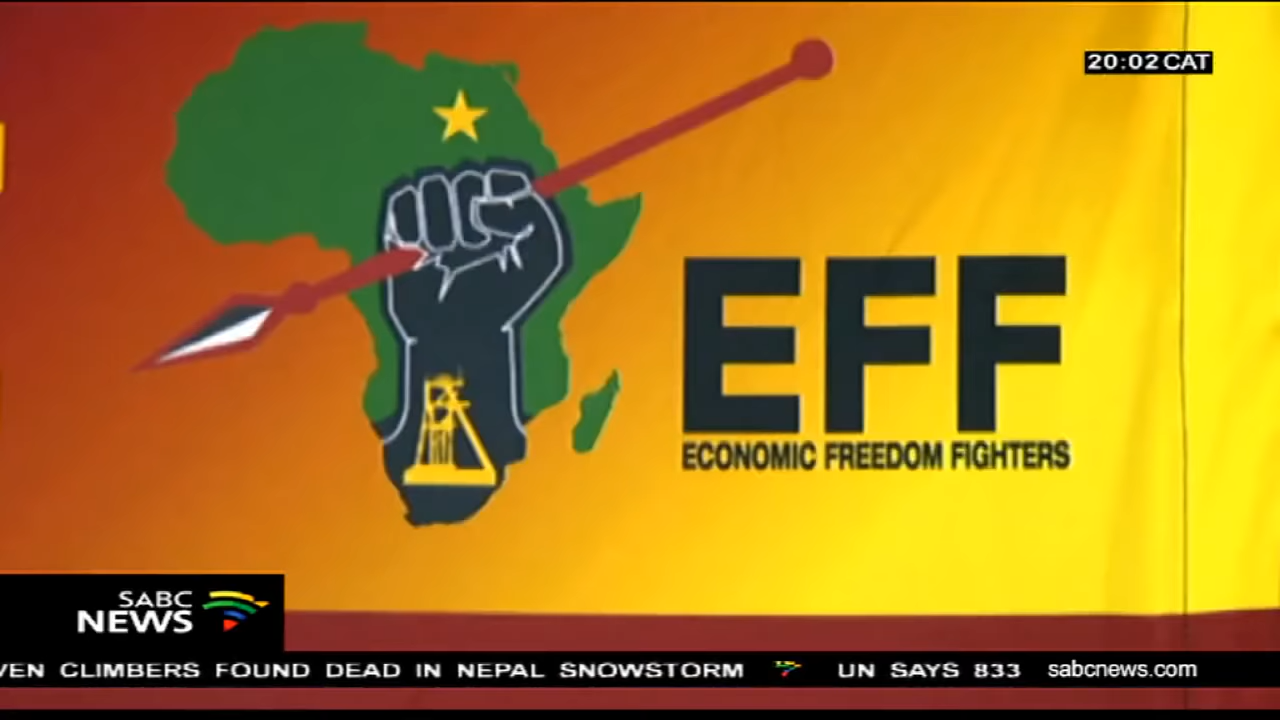 20:02 CAT
EFF
ECONOMIC FREEDOM FIGHTERS
SABC
NEWS
VEN CLIMBERS FOUND DEAD IN NEPAL SNOWSTORM UN SAYS 833 sabcnews.com